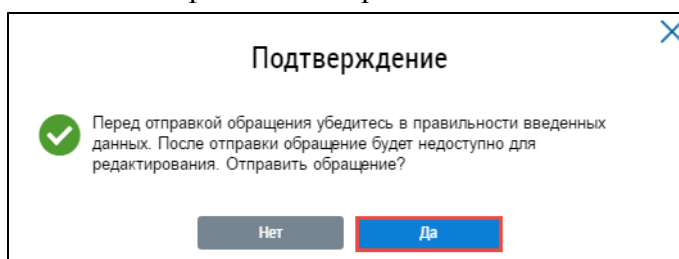 Подтверждение
Перед отправкой обращения убедитесь в правильности введенных
данных. После отправки обращение будет недоступно для
редактирования. Отправить обращение?
Нет
Да